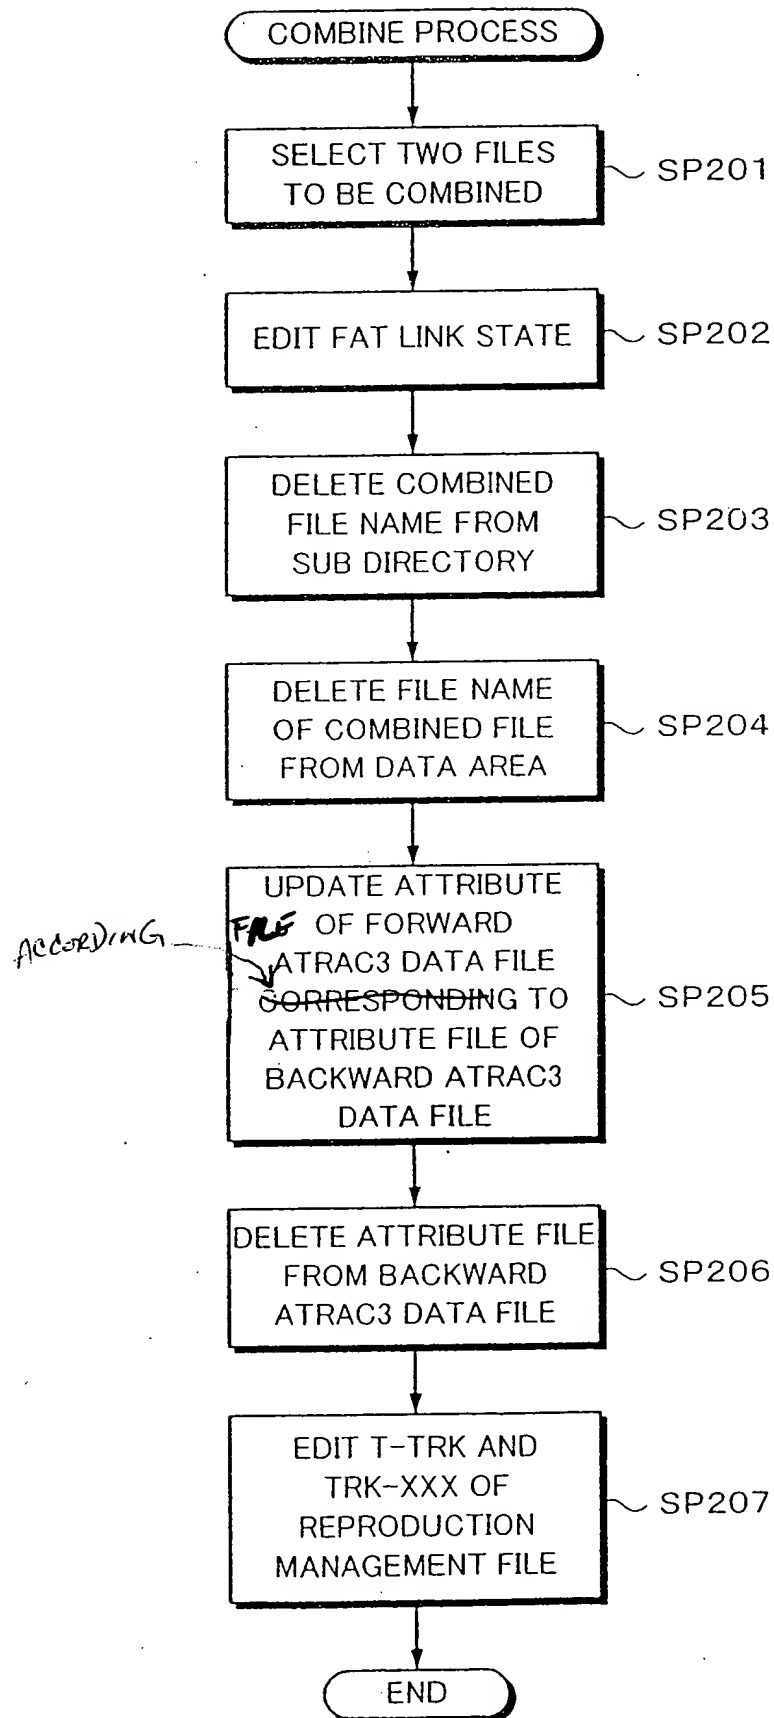 COMBINE PROCESS
SELECT TWO FILES
TO BE COMBINED
SP201
EDIT FAT LINK STATE
SP202
DELETE COMBINED
FILE NAME FROM
SUB DIRECTORY
SP203
DELETE FILE NAME
OF COMBINED FILE
FROM DATA AREA
SP204
UPDATE ATTRIBUTE
FILE OF FORWARD
ATRAC3 DATA FILE
ACCORDING
CORRESPONDING TO
ATTRIBUTE FILE OF
BACKWARD ATRAC3
DATA FILE
SP205
DELETE ATTRIBUTE FILE
FROM BACKWARD
ATRAC3 DATA FILE
SP206
EDIT T-TRK AND
TRK-XXX OF
REPRODUCTION
MANAGEMENT FILE
SP207
END